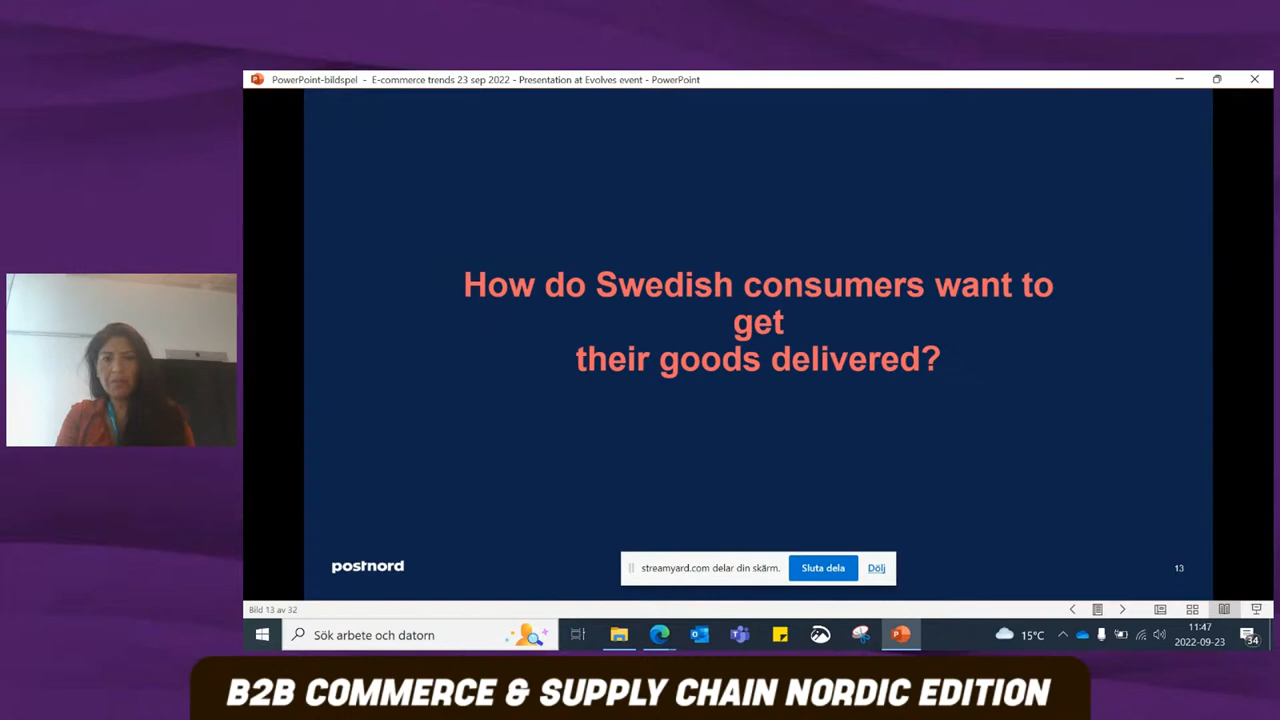 PowerPoint-bildspel - E-commerce trends 23 sep 2022 - Presentation at Evolves event - PowerPoint
How do Swedish consumers want to
get
their goods delivered?
postnord
streamyard.com delar din skärm.
Sluta dela
Dölj
13
Bild 13 av 32
Sök arbete och datorn
15°C
11:47
2022-09-23
34
B2B COMMERCE & SUPPLY CHAIN NORDIC EDITION